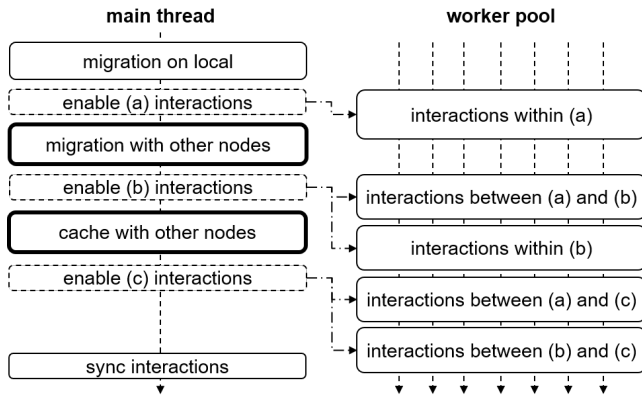 main thread
migration on local
enable (a) interactions
migration with other nodes
enable (b) interactions
cache with other nodes
enable (c) interactions
sync interactions
worker pool
interactions within (a)
interactions between (a) and (b)
interactions within (b)
interactions between (a) and (c)
interactions between (b) and (c)